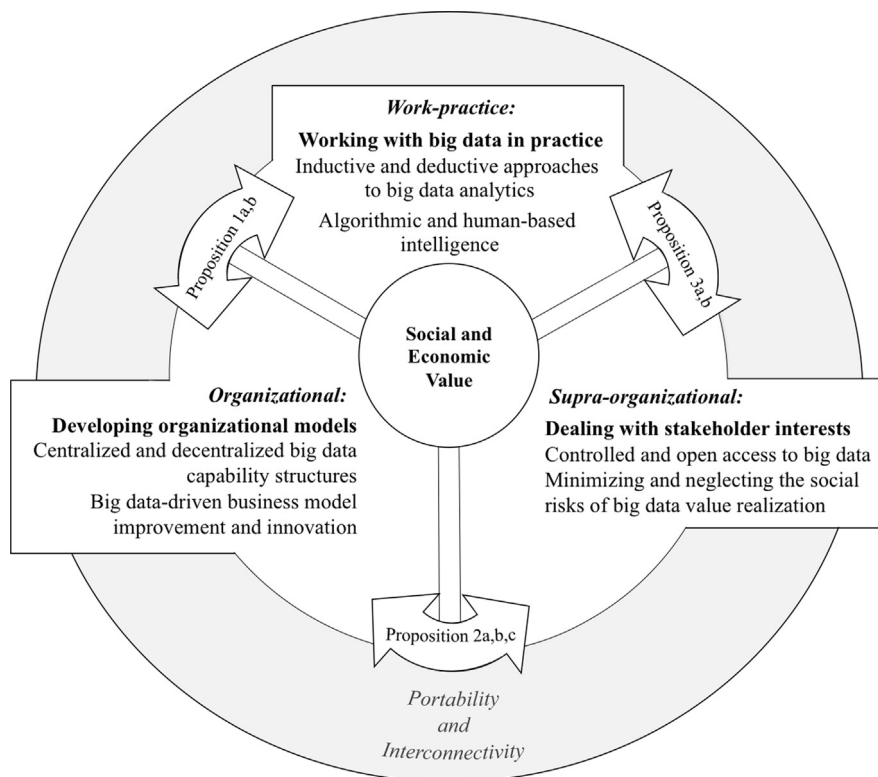 Work-practice:
Working with big data in practice
Inductive and deductive approaches
to big data analytics
Algorithmic and human-based
intelligence
Proposition 1a,b
Proposition 3a,b
Social and
Economic
Value
Organizational:
Developing organizational models
Centralized and decentralized big data
capability structures
Big data-driven business model
improvement and innovation
Supra-organizational:
Dealing with stakeholder interests
Controlled and open access to big data
Minimizing and neglecting the social
risks of big data value realization
Proposition 2a,b,c
Portability
and
Interconnectivity